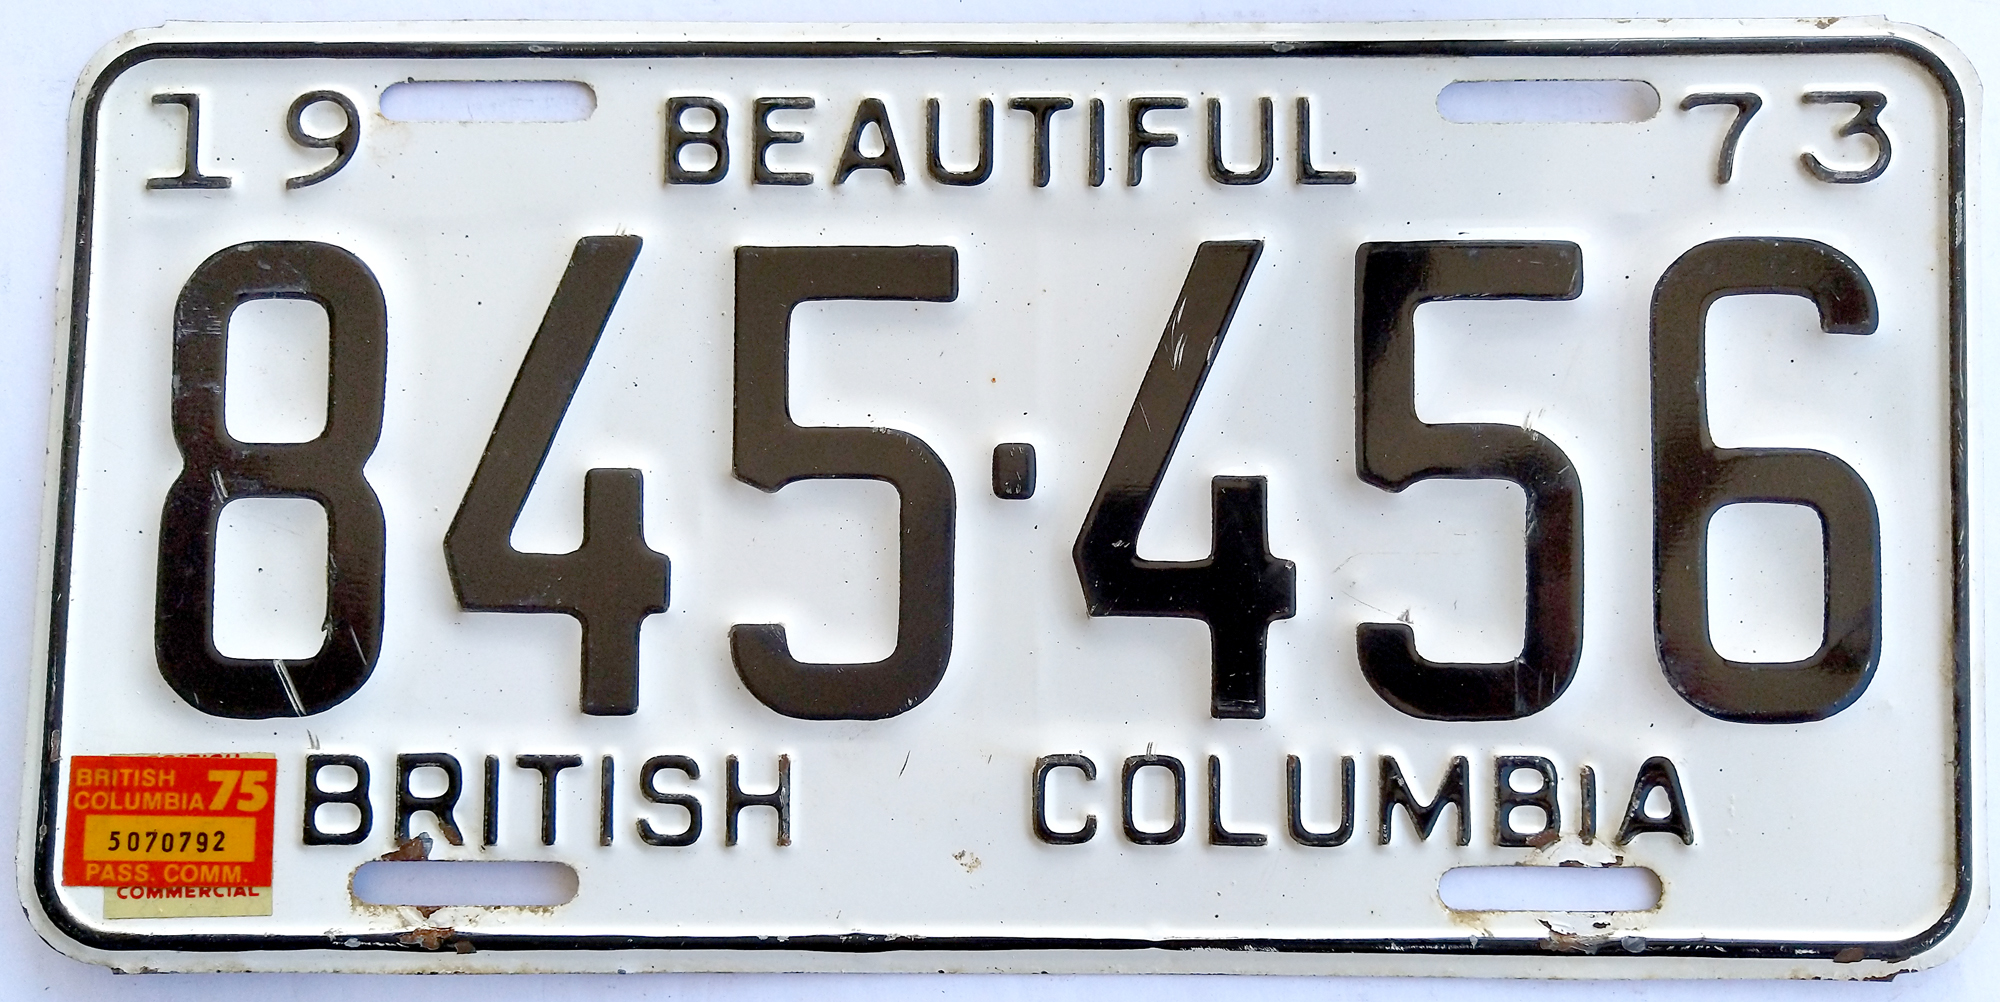 19 BEAUTIFUL 73
845·456
BRITISH COLUMBIA
BRITISH 75
COLUMBIA
5070792
PASS. COMM.
COMMERCIAL